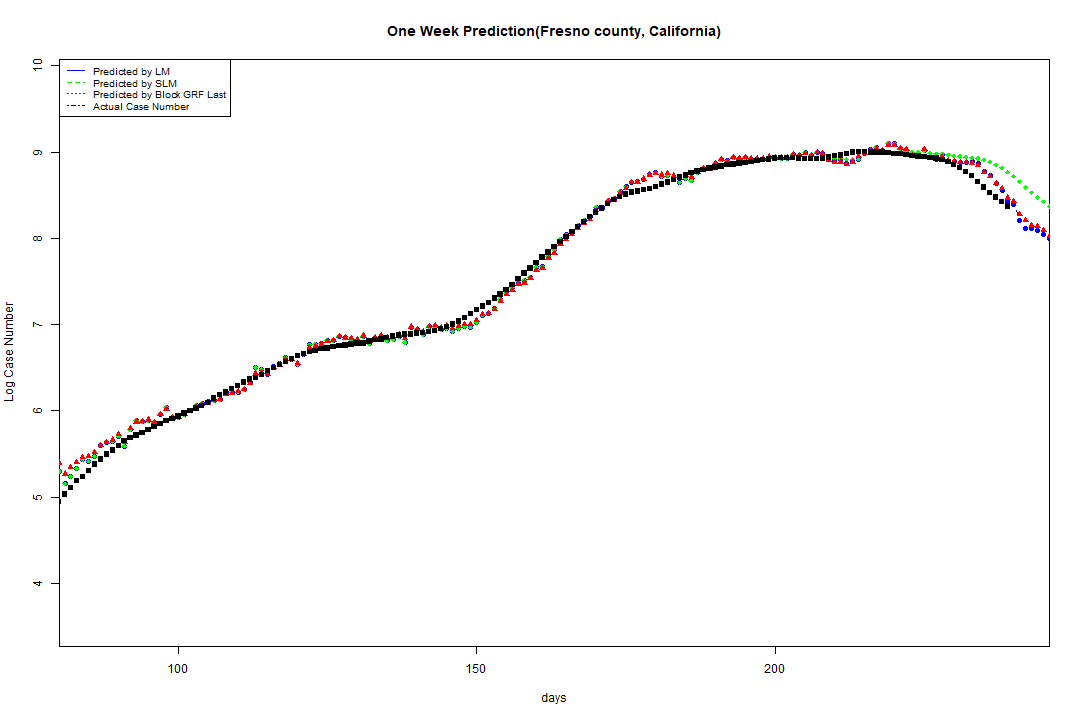 One Week Prediction(Fresno county, California)
Predicted by LM
Predicted by SLM
Predicted by Block GRF Last
Actual Case Number
10
9
8
7
6
5
4
Log Case Number
100 150 200
days